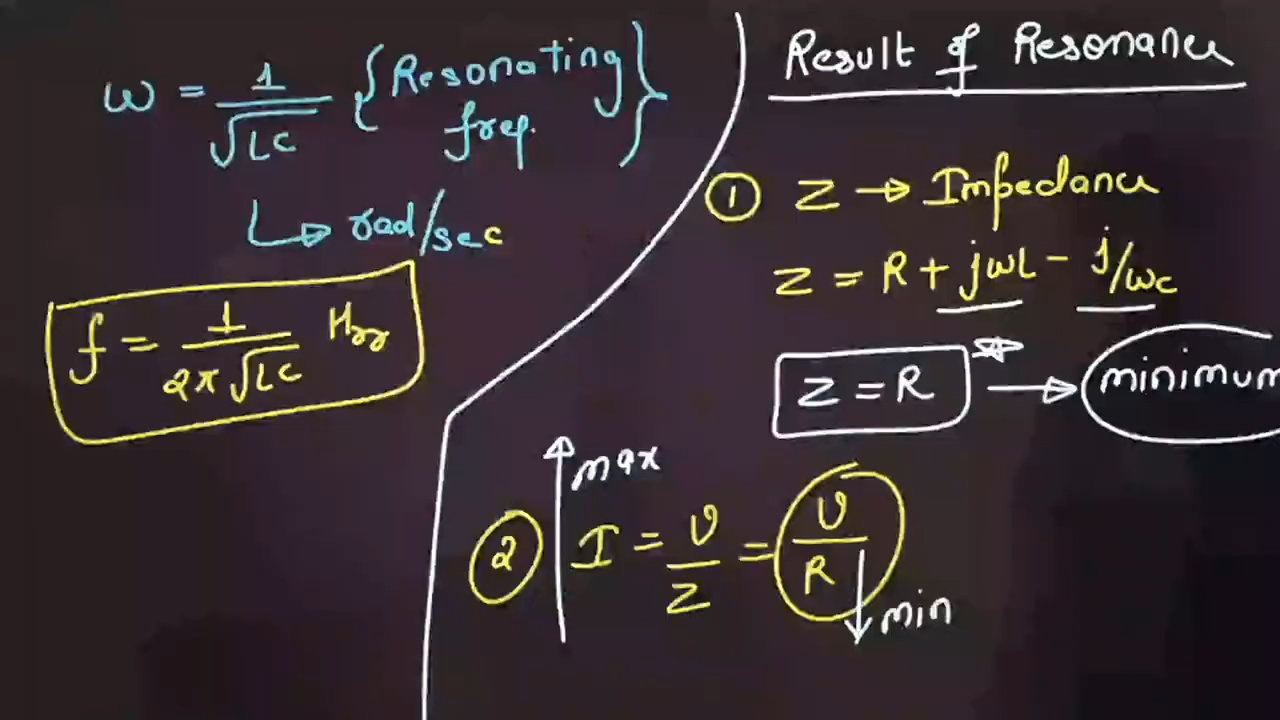 ω = 1/√LC {Resonating freq.}
↳ rad/sec
f = 1/2π√LC Hz
Result of Resonance
① Z → Impedance
Z = R + jωL - j/ωc
Z = R → minimum
② max I = V/Z = V/R min